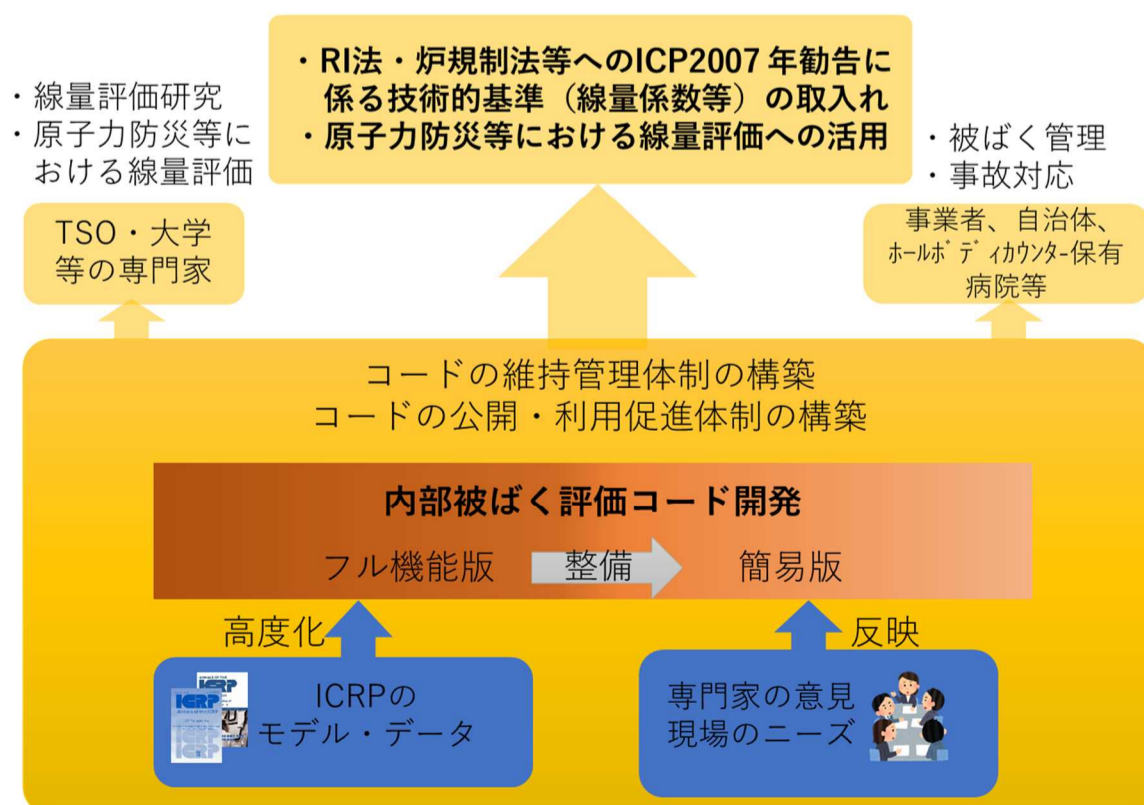 ・RI法・炉規制法等へのICP2007年勧告に
係る技術的基準（線量係数等）の取入れ
・原子力防災等における線量評価への活用
・線量評価研究
・原子力防災等に
おける線量評価
TSO・大学
等の専門家
・被ばく管理
・事故対応
事業者、自治体、
ﾎｰﾙﾎﾞﾃﾞｨｶｳﾝﾀｰ保有
病院等
コードの維持管理体制の構築
コードの公開・利用促進体制の構築
内部被ばく評価コード開発
フル機能版
整備
簡易版
高度化
反映
ICRP
ICRP
ICRP
ICRPの
モデル・データ
専門家の意見
現場のニーズ